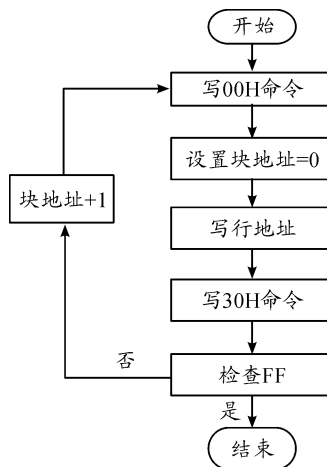 开始
写00H命令
设置块地址=0
块地址+1
写行地址
写30H命令
否
检查FF
是
结束